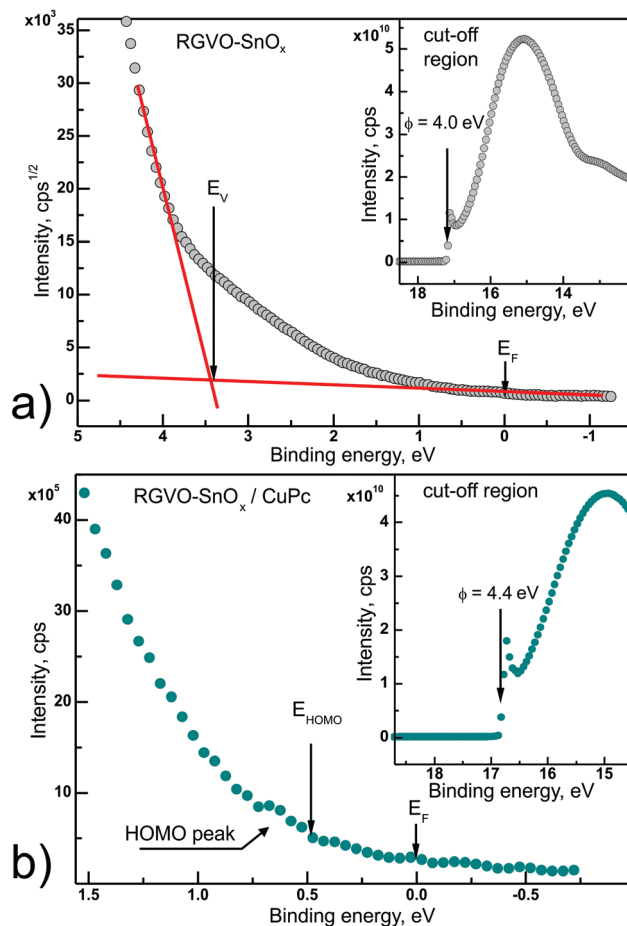 a)
RGVO-SnOx
x10³
35
30
25
20
15
10
5
0
Intensity, cps^1/2
5
4
3
2
1
0
-1
Binding energy, eV
EV
EF
cut-off
region
x10¹⁰
5
4
3
2
1
0
Intensity, cps
ϕ = 4.0 eV
18
16
14
Binding energy, eV
b)
RGVO-SnOx / CuPc
x10⁵
40
30
20
10
Intensity, cps
1.5
1.0
0.5
0.0
-0.5
Binding energy, eV
HOMO peak
EHOMO
EF
cut-off region
x10¹⁰
4
3
2
1
0
Intensity, cps
ϕ = 4.4 eV
18
17
16
15
Binding energy, eV